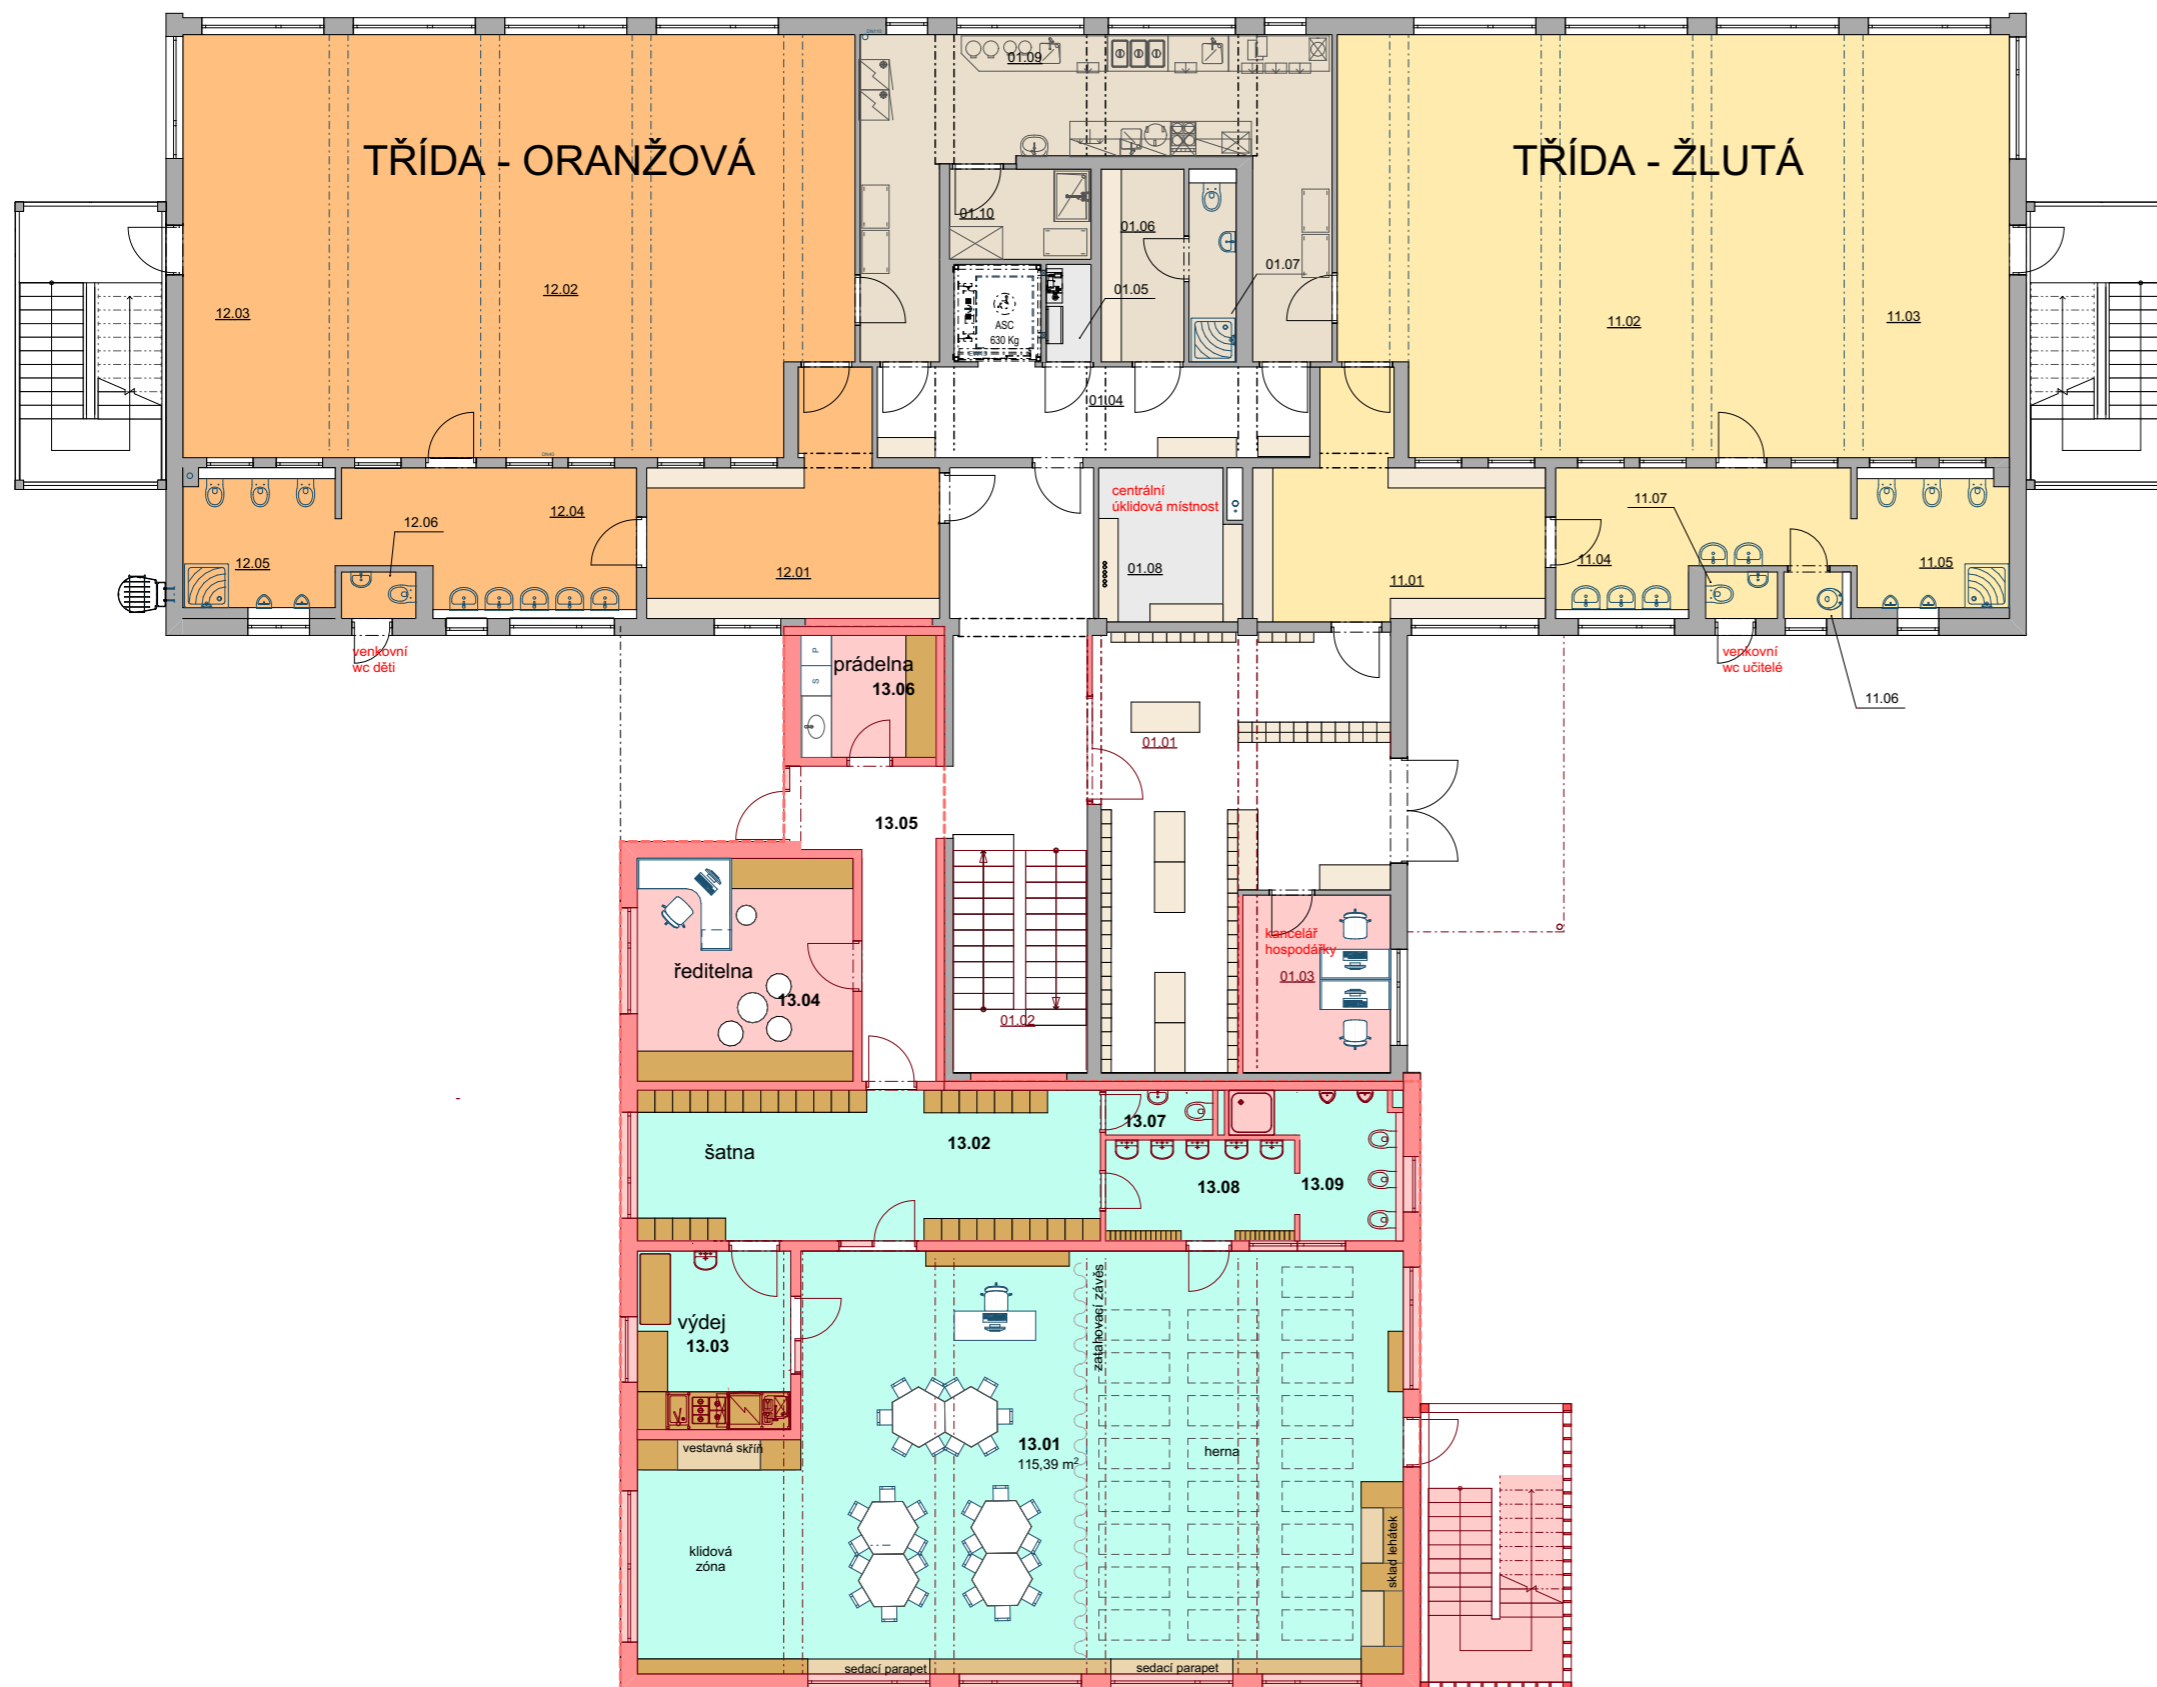 01.09
TŘÍDA - ORANŽOVÁ
TŘÍDA - ŽLUTÁ
01.10
01.06
01.07
01.05
12.03
12.02
ASC
630 Kg
11.02
11.03
01.04
centrální
úklidová místnost
12.06
12.04
12.05
12.01
01.08
11.01
11.07
11.04
11.05
venkovní
wc děti
venkovní
wc učitelé
11.06
P
S
prádelna
13.06
01.01
13.05
kancelář
hospodářky
01.03
ředitelna
13.04
01.02
šatna
13.02
13.07
13.08
13.09
výdej
13.03
zatahovací závěs
vestavná skříň
13.01
115,39 m²
herna
klidová
zóna
sklad lehátek
sedací parapet
sedací parapet